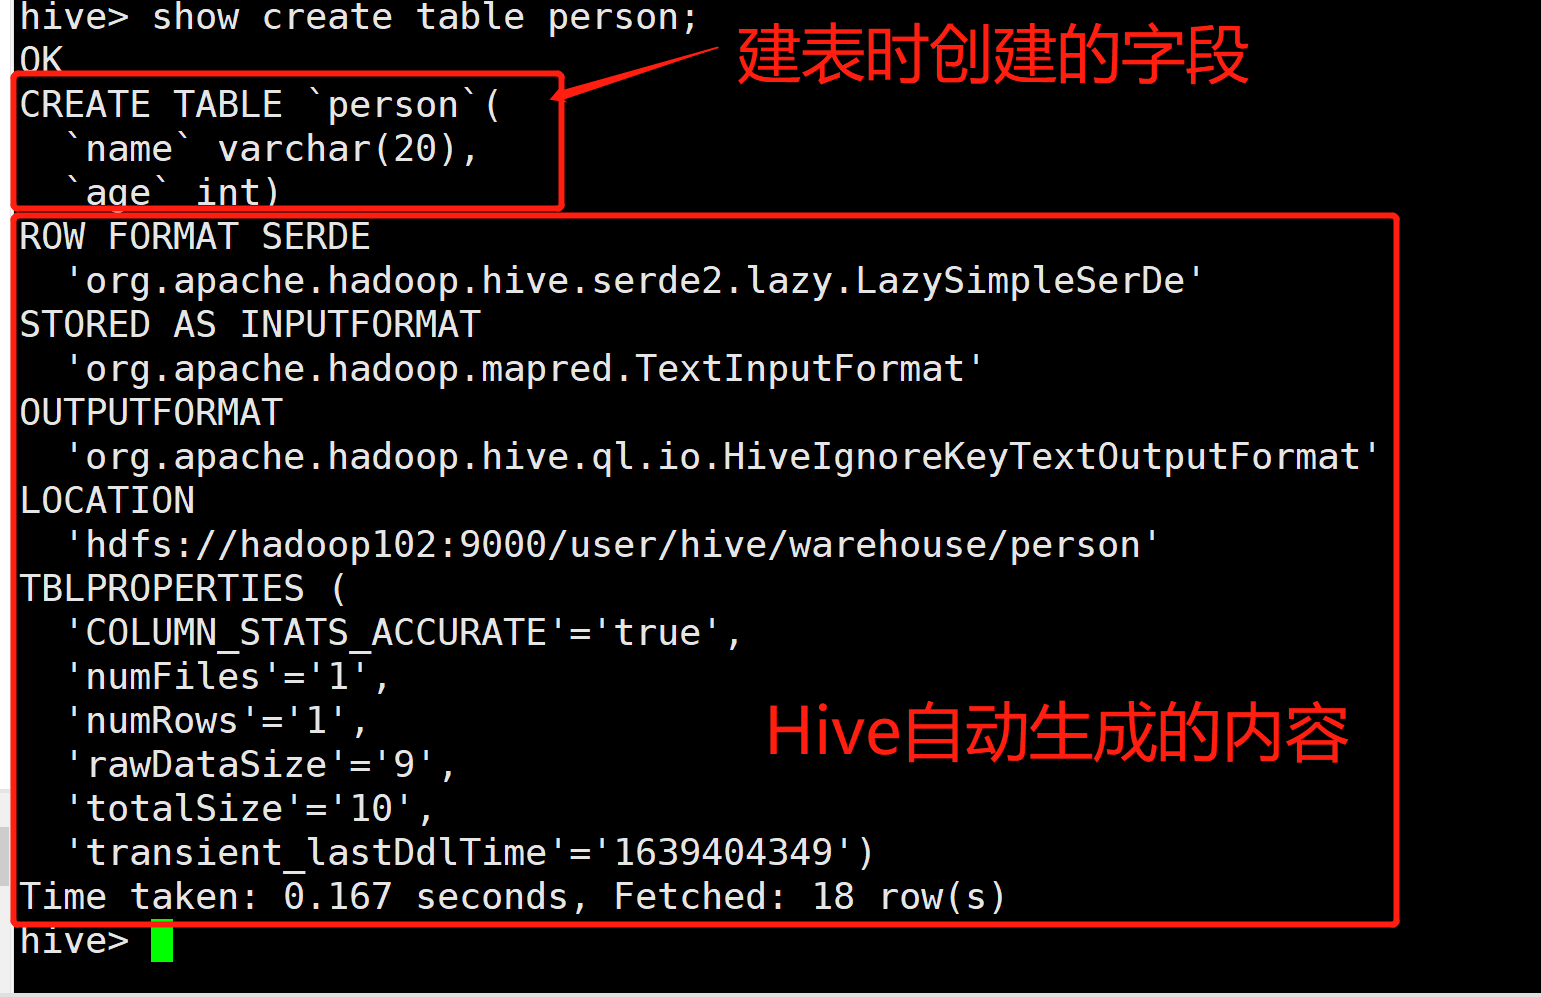 hive> show create table person;
建表时创建的字段
OK
CREATE TABLE `person`(
  `name` varchar(20),
  `age` int)
ROW FORMAT SERDE
  'org.apache.hadoop.hive.serde2.lazy.LazySimpleSerDe'
STORED AS INPUTFORMAT
  'org.apache.hadoop.mapred.TextInputFormat'
OUTPUTFORMAT
  'org.apache.hadoop.hive.ql.io.HiveIgnoreKeyTextOutputFormat'
LOCATION
  'hdfs://hadoop102:9000/user/hive/warehouse/person'
TBLPROPERTIES (
  'COLUMN_STATS_ACCURATE'='true',
  'numFiles'='1',
  'numRows'='1',
Hive自动生成的内容
  'rawDataSize'='9',
  'totalSize'='10',
  'transient_lastDdlTime'='1639404349')
Time taken: 0.167 seconds, Fetched: 18 row(s)
hive>